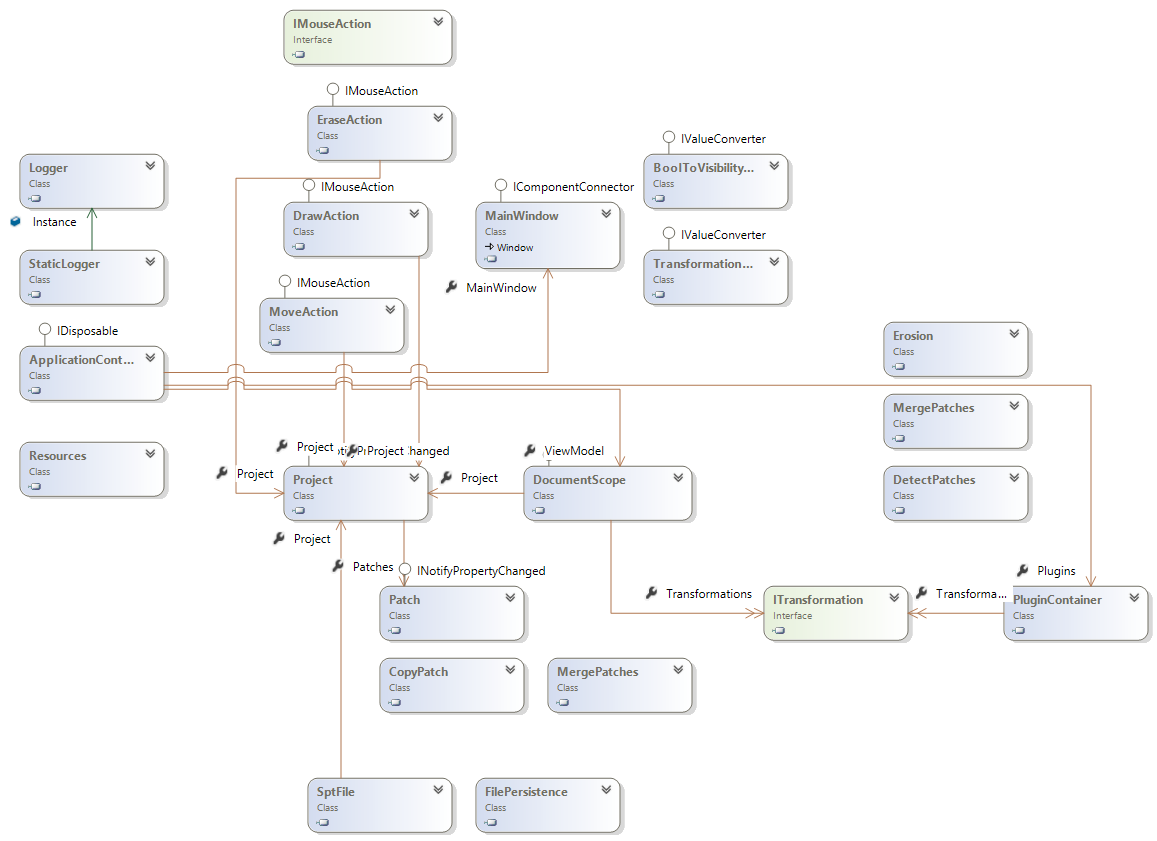 IMouseAction
Interface
IMouseAction
EraseAction
Class
IValueConverter
BoolToVisibility...
Class
Logger
Class
Instance
IMouseAction
DrawAction
Class
IComponentConnector
MainWindow
Class
Window
IValueConverter
Transformation...
Class
StaticLogger
Class
IMouseAction
MoveAction
Class
MainWindow
IDisposable
ApplicationCont...
Class
Erosion
Class
MergePatches
Class
Resources
Class
Project
Project
Project
Changed
ViewModel
Project
Project
Class
DocumentScope
Class
DetectPatches
Class
Project
Patches
INotifyPropertyChanged
Plugins
Patch
Class
Transformations
ITransformation
Interface
Transforma...
PluginContainer
Class
CopyPatch
Class
MergePatches
Class
SptFile
Class
FilePersistence
Class